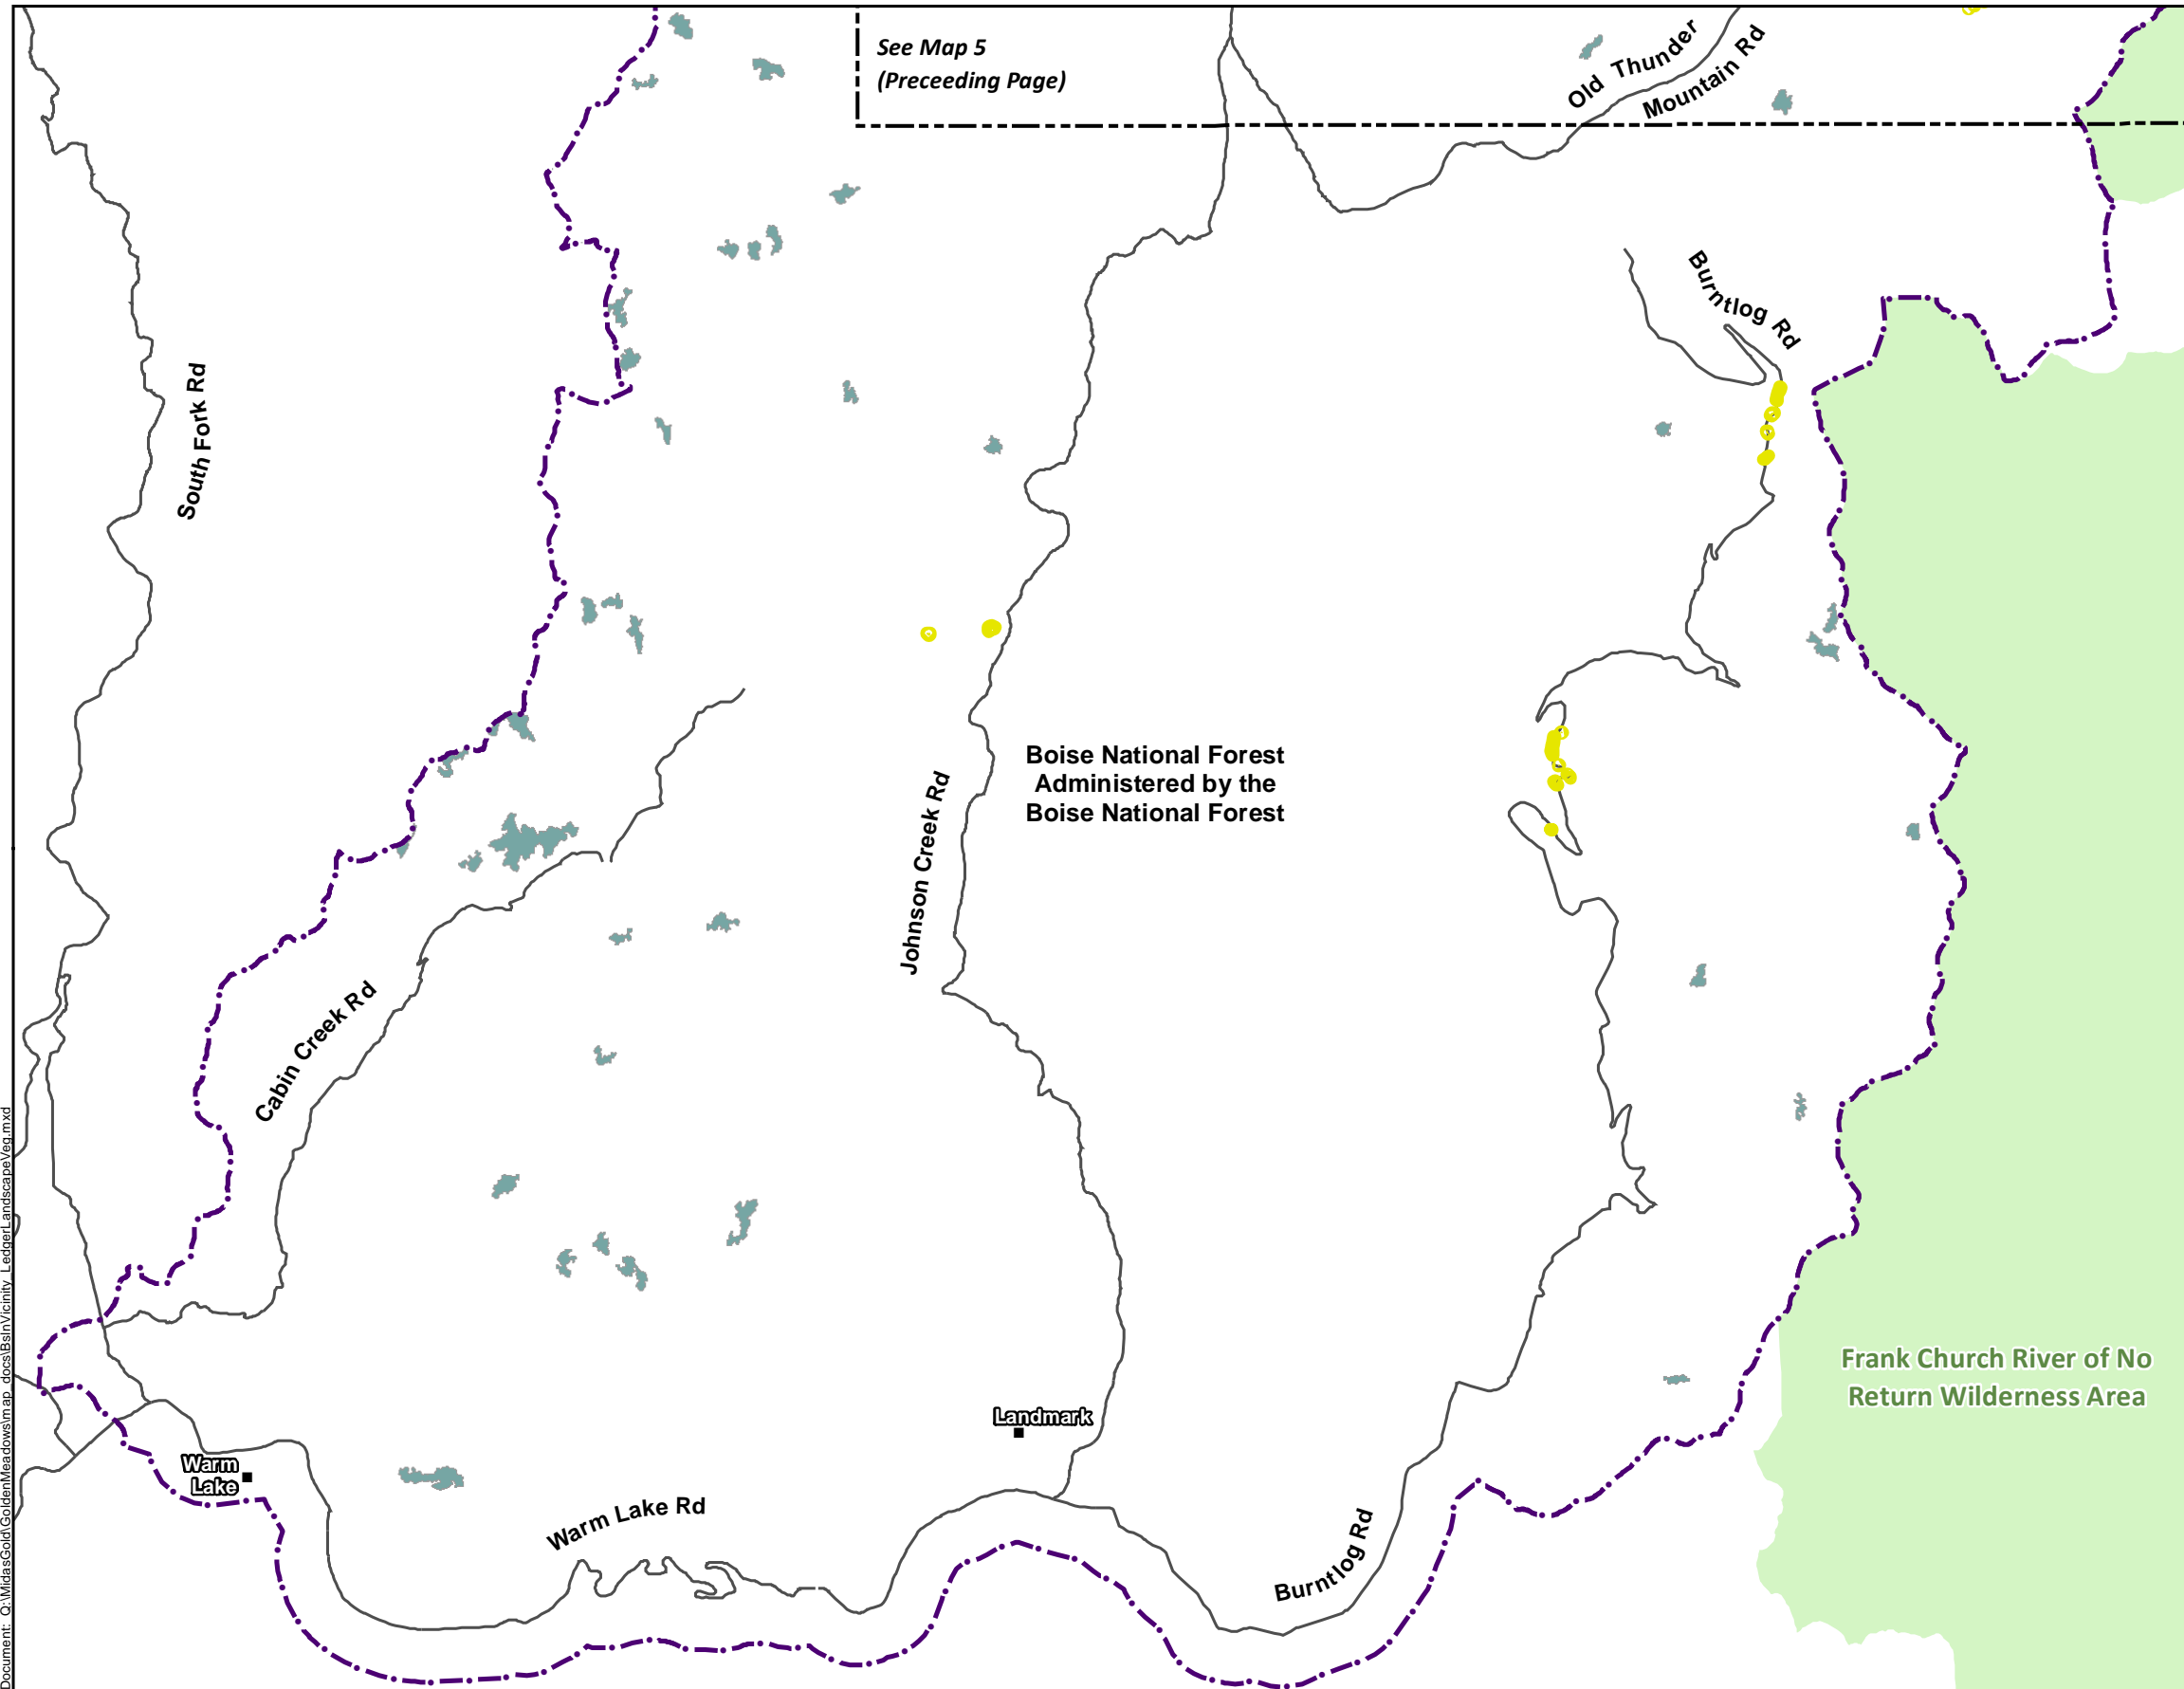 See Map 5
(Preceeding Page)
Old Thunder
Mountain Rd
Burntlog Rd
South Fork Rd
Boise National Forest
Administered by the
Boise National Forest
Johnson Creek Rd
Cabin Creek Rd
Frank Church River of No
Return Wilderness Area
Landmark
Warm
Lake
Warm Lake Rd
Burntlog Rd
Document: Q:\MidasGold\GoldenMeadows\map_docs\BslnVicinity_LedgerLandscapeVeg.mxd